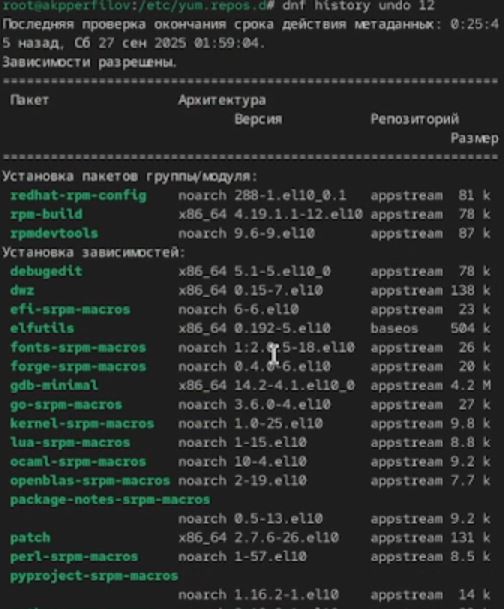 root@akpperfilov:/etc/yum.repos.d# dnf history undo 12
Последняя проверка окончания срока действия метаданных: 0:25:4
5 назад, Сб 27 сен 2025 01:59:04.
Зависимости разрешены.
Пакет Архитектура
Версия Репозиторий
Размер
Установка пакетов группы/модуля:
redhat-rpm-config noarch 288-1.el10_0.1 appstream 81 k
rpm-build x86_64 4.19.1.1-12.el10 appstream 78 k
rpmdevtools noarch 9.6-9.el10 appstream 87 k
Установка зависимостей:
debugedit x86_64 5.1-5.el10_0 appstream 78 k
dwz x86_64 0.15-7.el10 appstream 138 k
efi-srpm-macros noarch 6-6.el10 appstream 23 k
elfutils x86_64 0.192-5.el10 baseos 504 k
fonts-srpm-macros noarch 1:2.0.5-18.el10 appstream 26 k
forge-srpm-macros noarch 0.4.0-6.el10 appstream 20 k
gdb-minimal x86_64 14.2-4.1.el10_0 appstream 4.2 M
go-srpm-macros noarch 3.6.0-4.el10 appstream 27 k
kernel-srpm-macros noarch 1.0-25.el10 appstream 9.8 k
lua-srpm-macros noarch 1-15.el10 appstream 8.8 k
ocaml-srpm-macros noarch 10-4.el10 appstream 9.2 k
openblas-srpm-macros noarch 2-19.el10 appstream 7.7 k
package-notes-srpm-macros
noarch 0.5-13.el10 appstream 9.2 k
patch x86_64 2.7.6-26.el10 appstream 131 k
perl-srpm-macros noarch 1-57.el10 appstream 8.5 k
pyproject-srpm-macros
noarch 1.16.2-1.el10 appstream 14 k